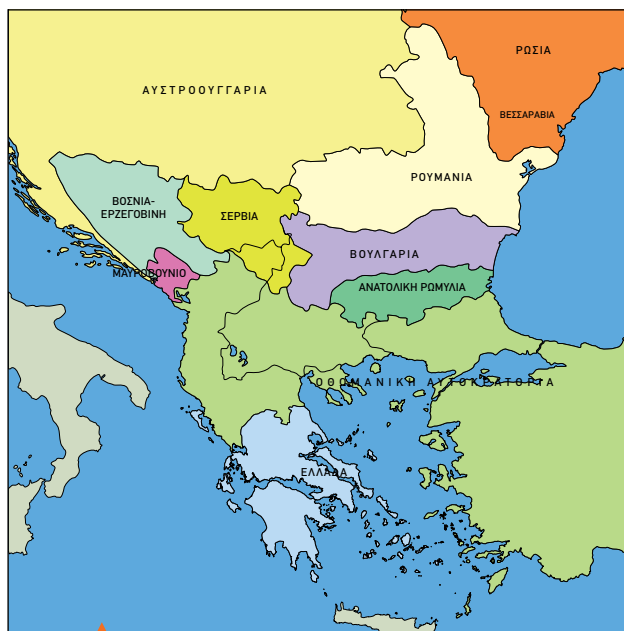 ΡΩΣΙΑ
ΑΥΣΤΡΟΟΥΓΓΑΡΙΑ
ΒΕΣΣΑΡΑΒΙΑ
ΡΟΥΜΑΝΙΑ
ΒΟΣΝΙΑ-
ΕΡΖΕΓΟΒΙΝΗ
ΣΕΡΒΙΑ
ΒΟΥΛΓΑΡΙΑ
ΜΑΥΡΟΒΟΥΝΙΟ
ΑΝΑΤΟΛΙΚΗ ΡΩΜΥΛΙΑ
ΟΘΩΜΑΝΙΚΗ ΑΥΤΟΚΡΑΤΟΡΙΑ
ΕΛΛΑΔΑ